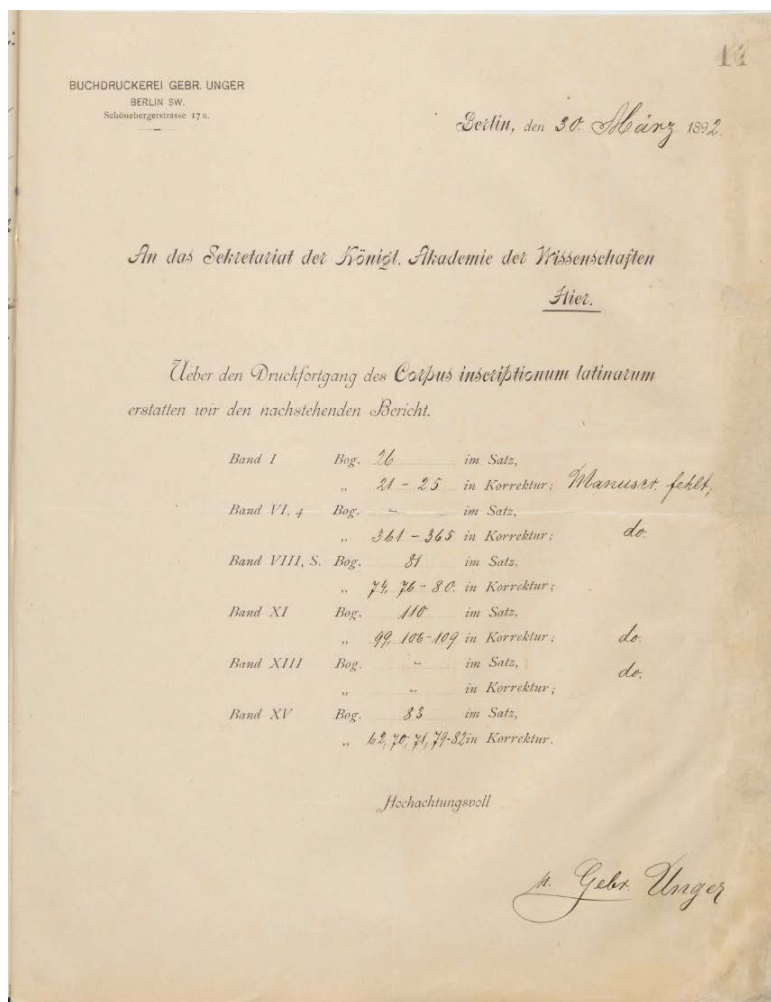 14
BUCHDRUCKEREI GEBR. UNGER
BERLIN SW.
Schönebergerstrasse 17a.
Berlin, den 30. März 1892.
An das Sekretariat der Königl. Akademie der Wissenschaften
Hier.
Ueber den Druckfortgang des Corpus inscriptionum latinarum
erstatten wir den nachstehenden Bericht.
Band I Bog. 26 im Satz,
„ 21 - 25 in Korrektur; Manuscr. fehlt;
Band VI, 4 Bog. - im Satz,
„ 361 - 365 in Korrektur; do.
Band VIII, S. Bog. 81 im Satz,
„ 74, 76 - 80. in Korrektur;
Band XI Bog. 110 im Satz,
„ 99, 106-109 in Korrektur; do.
Band XIII Bog. - im Satz, do.
„ - in Korrektur;
Band XV Bog. 83 im Satz,
„ 62, 70, 71, 79-82 in Korrektur.
Hochachtungsvoll
Gebr. Unger